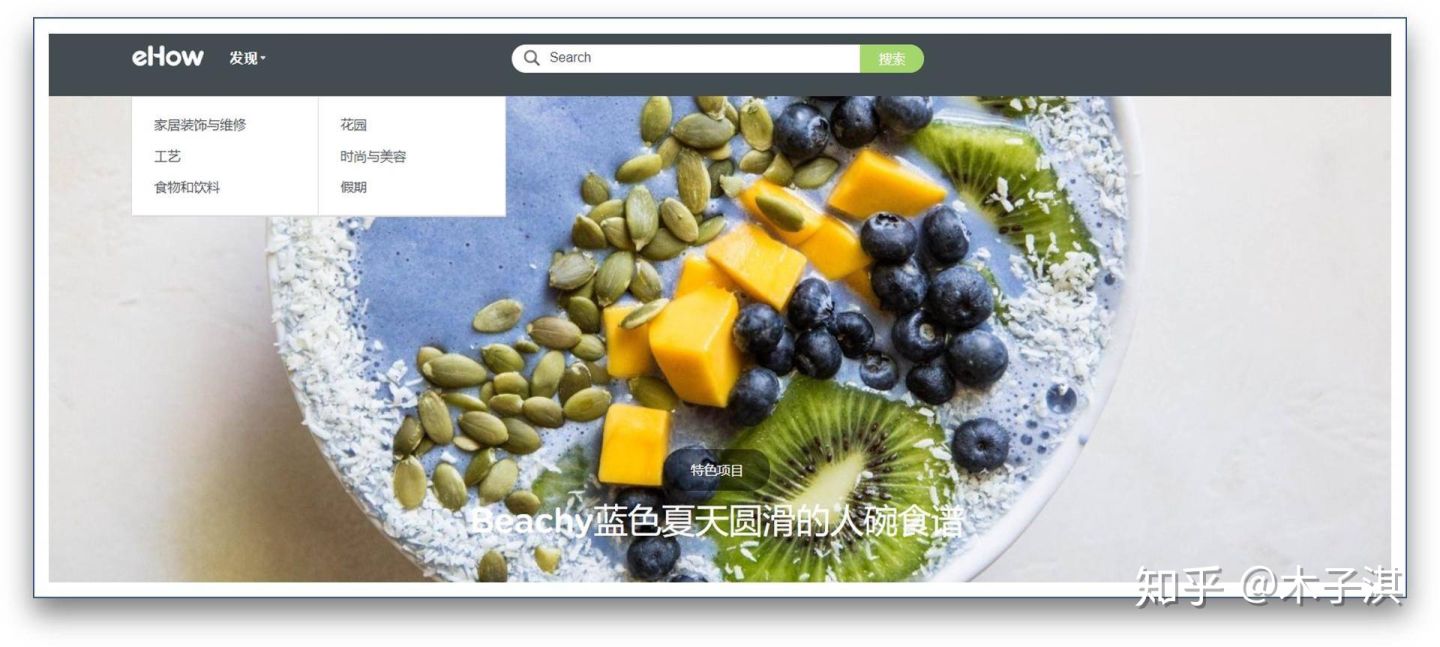 eHow 发现 Search 搜索
家居装饰与维修 花园
工艺 时尚与美容
食物和饮料 假期
特色项目
Beachy蓝色夏天圆滑的人碗食谱
知乎 @木子淇